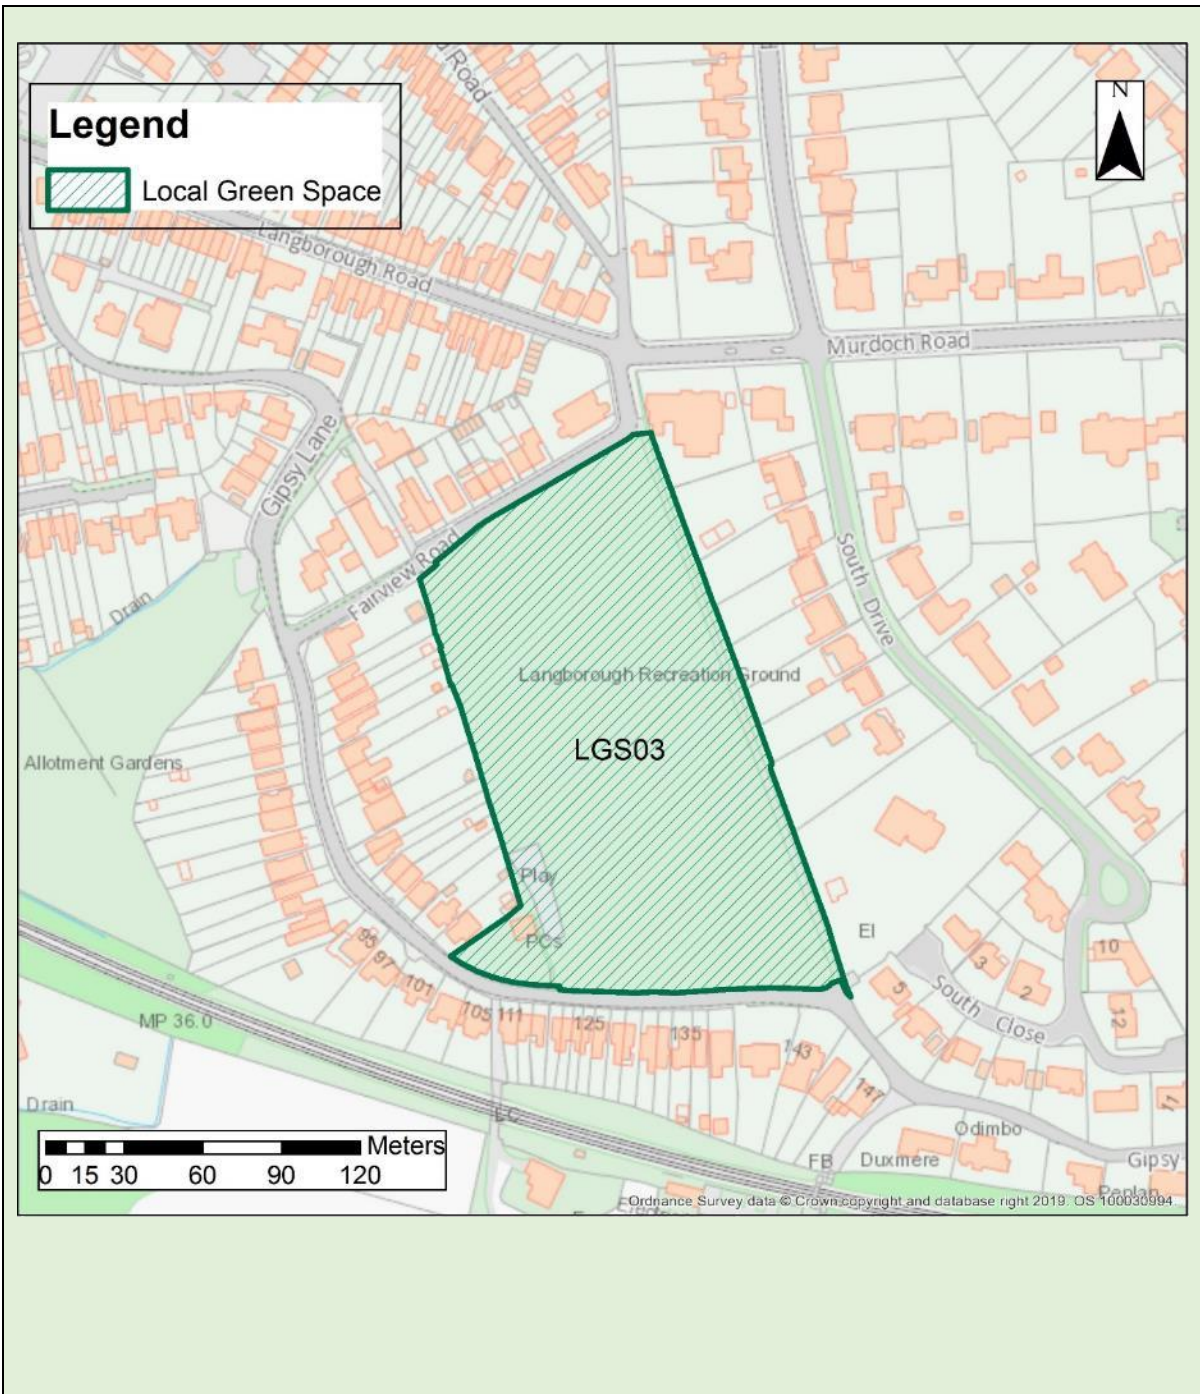 Legend
Local Green Space
N
Road
Langborough Road
Murdoch Road
Gipsy Lane
Fairview Road
South Drive
Drain
Langborough Recreation Ground
LGS03
Allotment Gardens
Play
PCs
El
95
97
101
105
111
125
135
143
147
3
5
2
10
12
11
South Close
MP 36.0
Drain
LC
Odimbo
FB
Duxmere
Gipsy
Meters
0 15 30 60 90 120
Ordnance Survey data © Crown copyright and database right 2019. OS 100030994